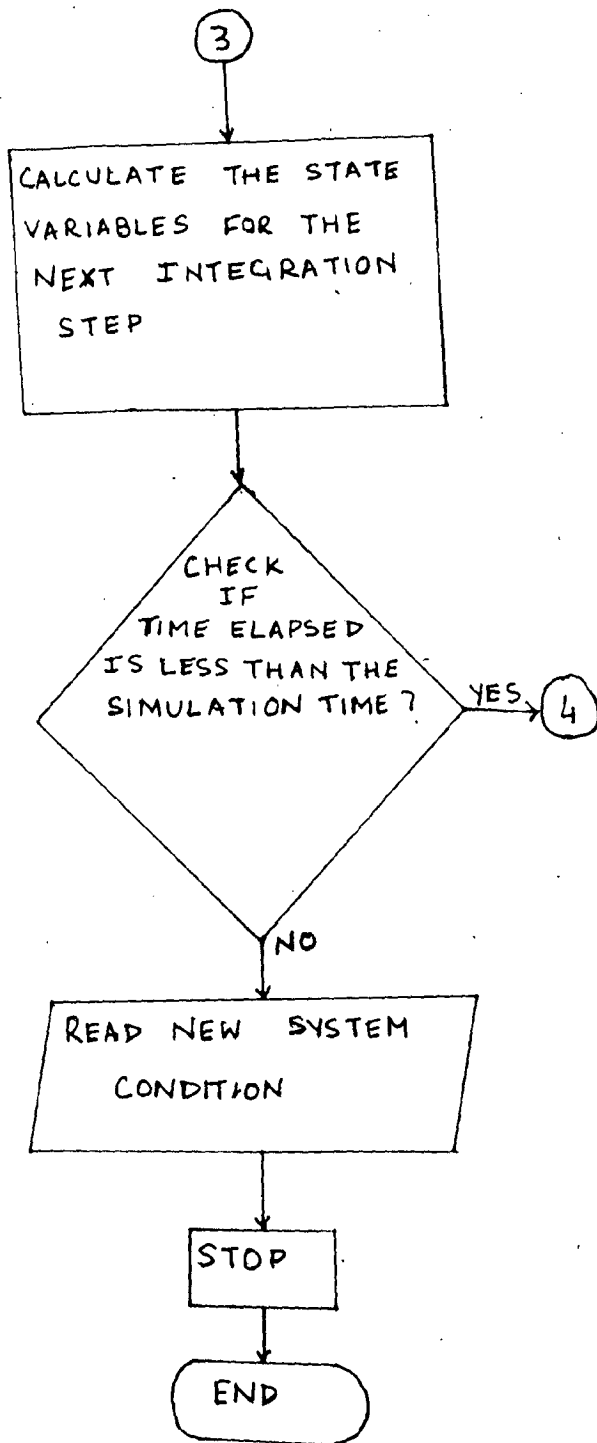 3
CALCULATE THE STATE
VARIABLES FOR THE
NEXT INTEGRATION
STEP
CHECK
IF
TIME ELAPSED
IS LESS THAN THE
SIMULATION TIME?
YES
4
NO
READ NEW SYSTEM
CONDITION
STOP
END